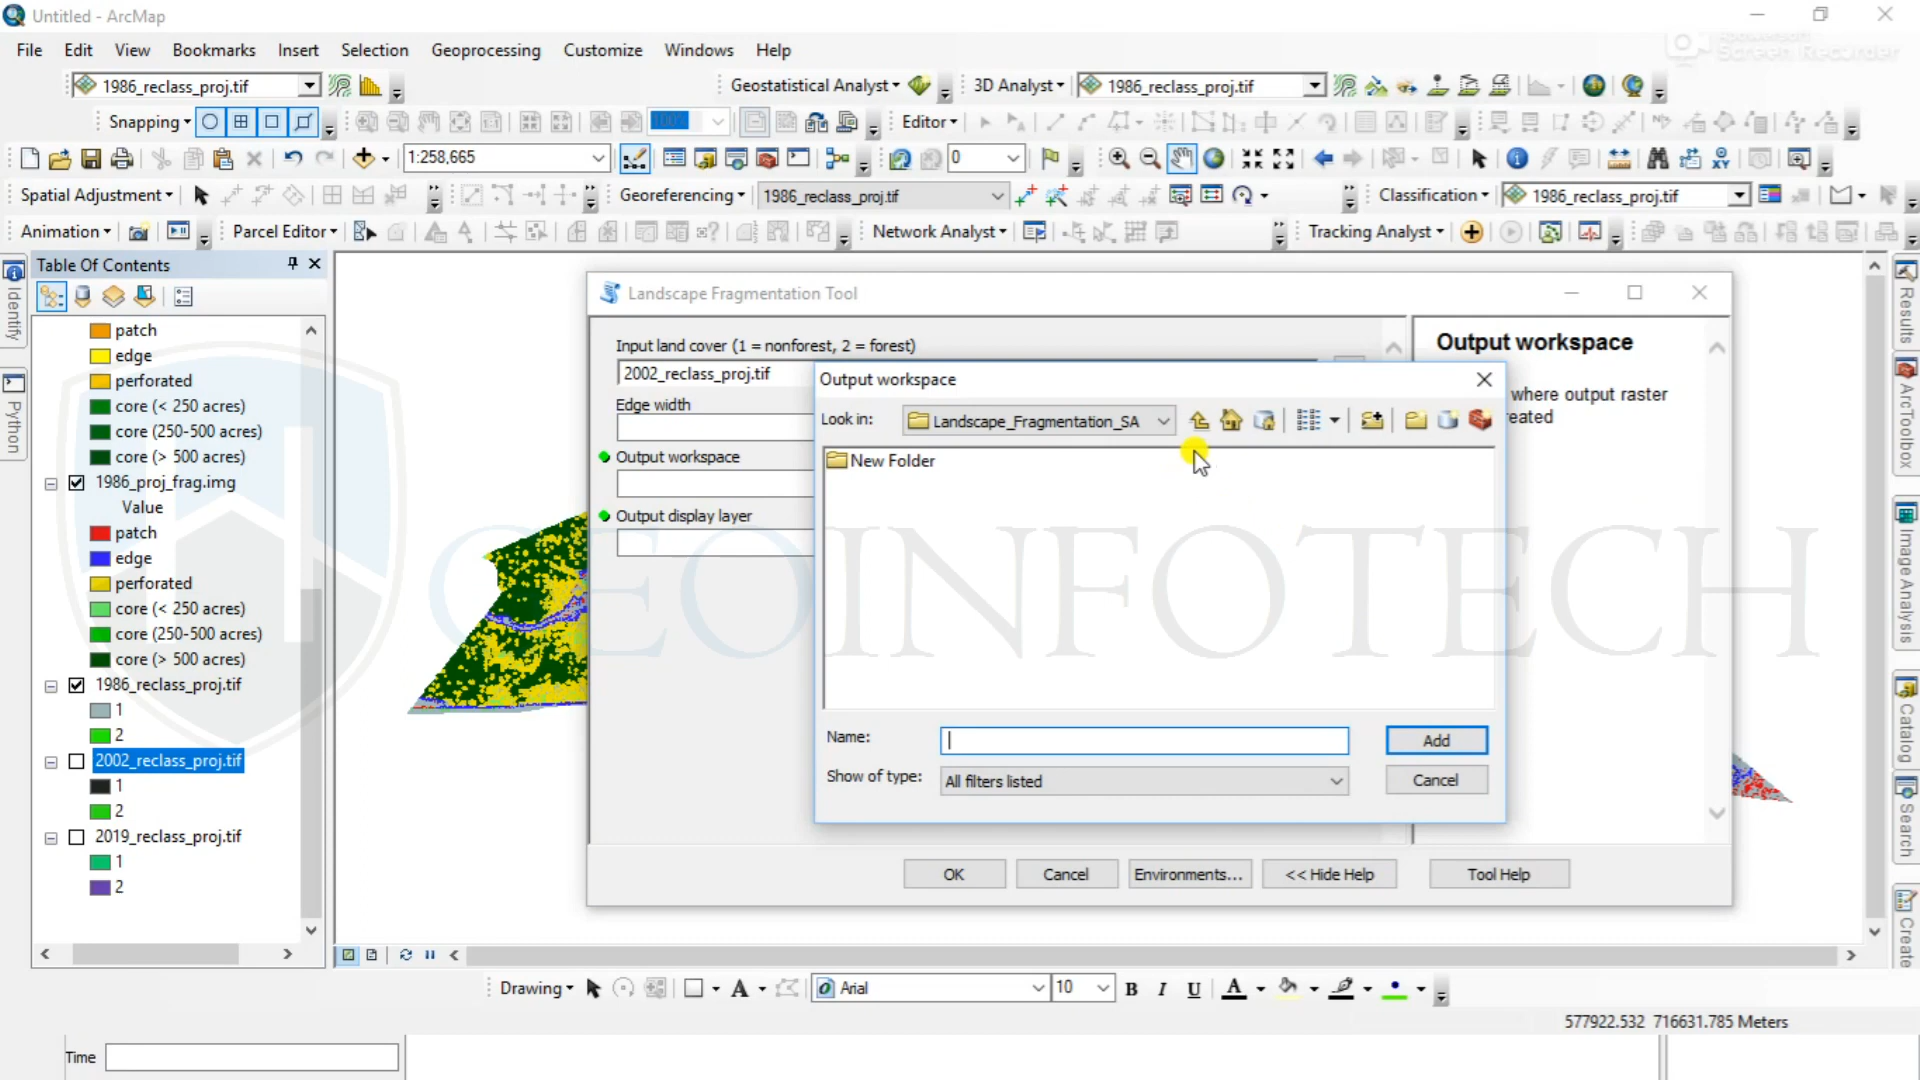 Untitled - ArcMap
Apowersoft
Screen Recorder
File Edit View Bookmarks Insert Selection Geoprocessing Customize Windows Help
1986_reclass_proj.tif Geostatistical Analyst 3D Analyst 1986_reclass_proj.tif
Snapping 100% Editor
1:258,665 0
Spatial Adjustment Georeferencing 1986_reclass_proj.tif Classification 1986_reclass_proj.tif
Animation Parcel Editor Network Analyst Tracking Analyst
Identify
Python
Table Of Contents
patch
edge
perforated
core (< 250 acres)
core (250-500 acres)
core (> 500 acres)
1986_proj_frag.img
Value
patch
edge
perforated
core (< 250 acres)
core (250-500 acres)
core (> 500 acres)
1986_reclass_proj.tif
1
2
2002_reclass_proj.tif
1
2
2019_reclass_proj.tif
1
2
Landscape Fragmentation Tool
Input land cover (1 = nonforest, 2 = forest)
2002_reclass_proj.tif
Edge width
Output workspace
Output display layer
Output workspace
where output raster
eated
Output workspace
Look in: Landscape_Fragmentation_SA
New Folder
Name:
Add
Show of type: All filters listed
Cancel
OK Cancel Environments... << Hide Help Tool Help
GEOINFOTECH
Results
ArcToolbox
Image Analysis
Catalog
Search
Create
Drawing A Arial 10 B I U A
577922.532 716631.785 Meters
Time